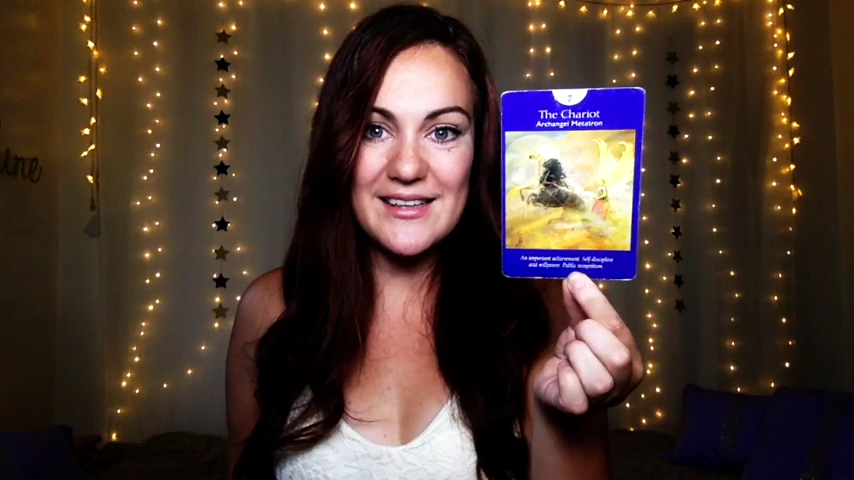 7
The Chariot
Archangel Metatron
An important achievement. Self-discipline
and willpower. Public recognition.